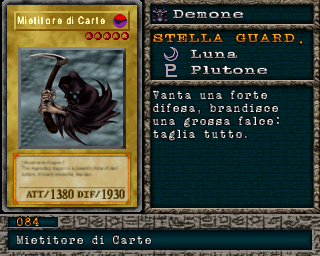 Mietitore di Carte
ATT/1380 DIF/1930
Demone
STELLA GUARD.
Luna
Plutone
Vanta una forte
difesa, brandisce
una grossa falce:
taglia tutto.
084
Mietitore di Carte